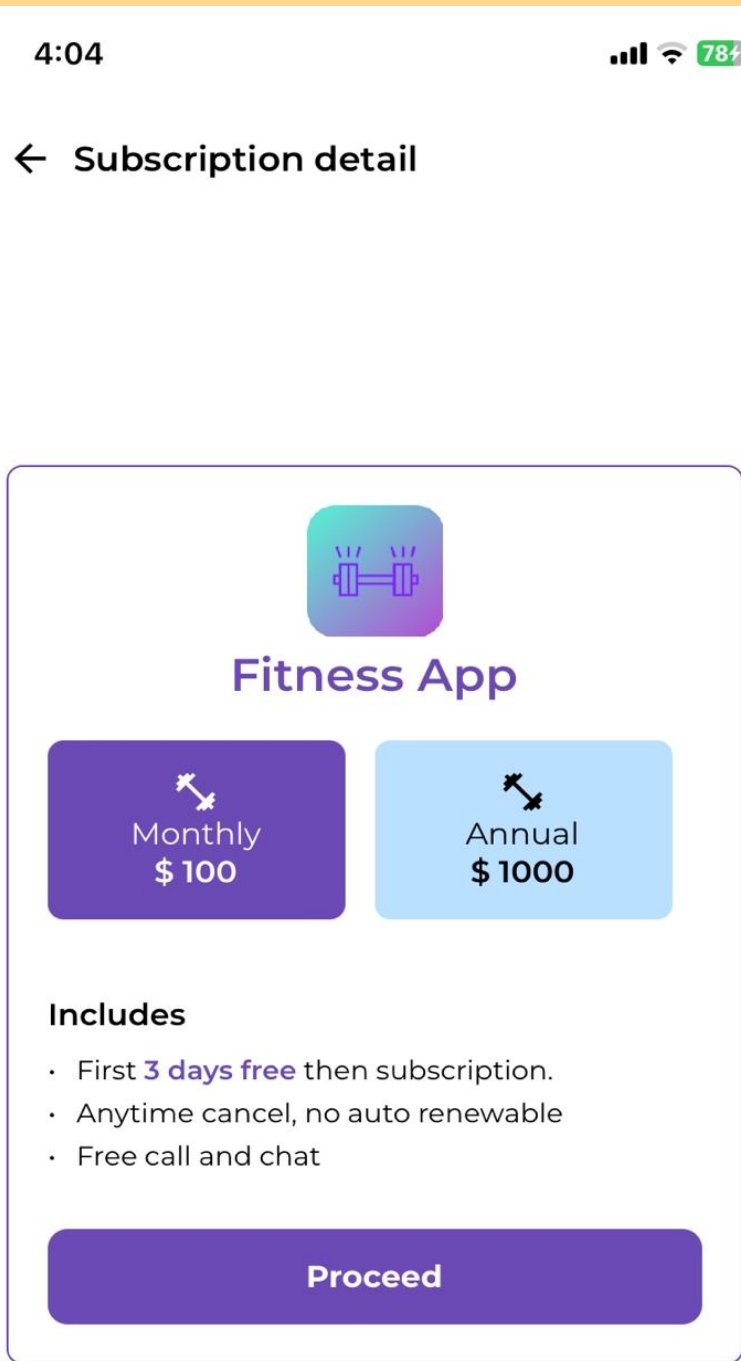 4:04
78
Subscription detail
Fitness App
Monthly
$ 100
Annual
$ 1000
Includes
· First 3 days free then subscription.
· Anytime cancel, no auto renewable
· Free call and chat
Proceed